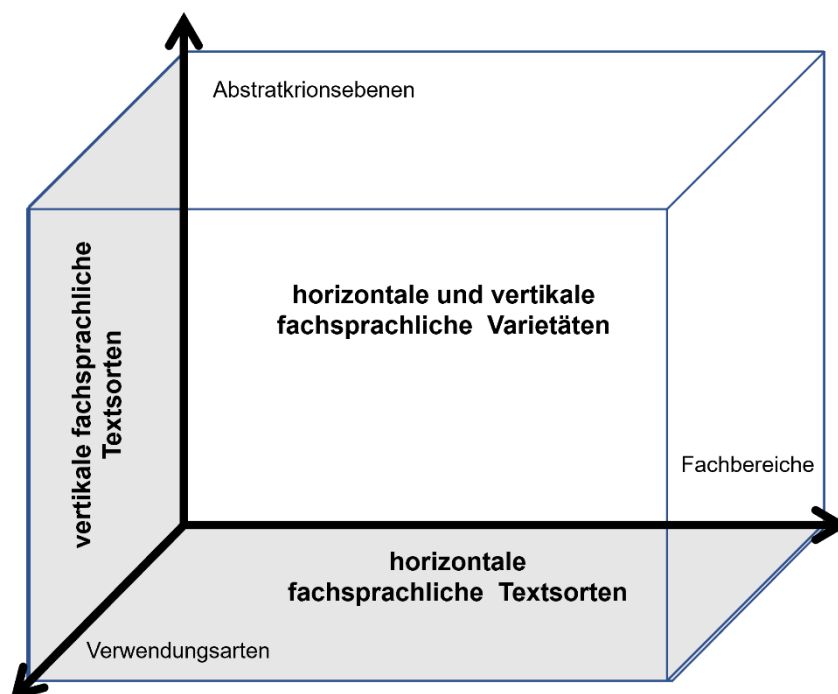 Abstratkrionsebenen
vertikale fachsprachliche
Textsorten
horizontale und vertikale
fachsprachliche Varietäten
Fachbereiche
horizontale
fachsprachliche Textsorten
Verwendungsarten